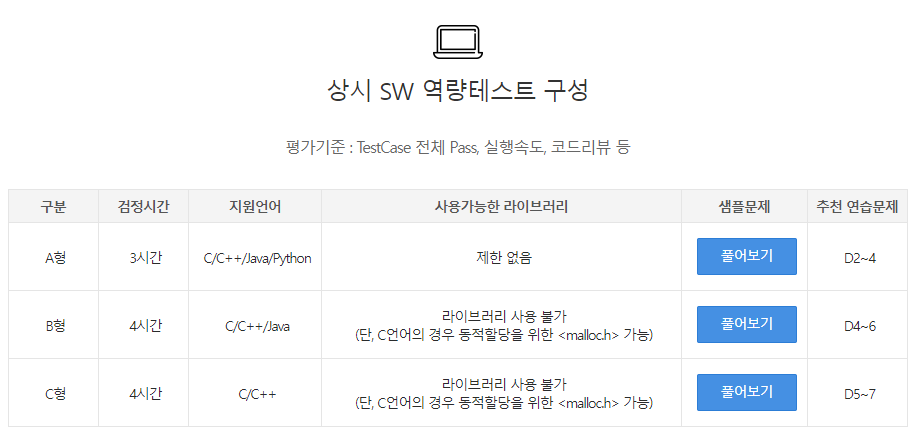 상시 SW 역량테스트 구성
평가기준 : TestCase 전체 Pass, 실행속도, 코드리뷰 등
구분 검정시간 지원언어 사용가능한 라이브러리 샘플문제 추천 연습문제
A형 3시간 C/C++/Java/Python 제한 없음 풀어보기 D2~4
B형 4시간 C/C++/Java 라이브러리 사용 불가 풀어보기 D4~6
(단, C언어의 경우 동적할당을 위한 <malloc.h> 가능)
C형 4시간 C/C++ 라이브러리 사용 불가 풀어보기 D5~7
(단, C언어의 경우 동적할당을 위한 <malloc.h> 가능)